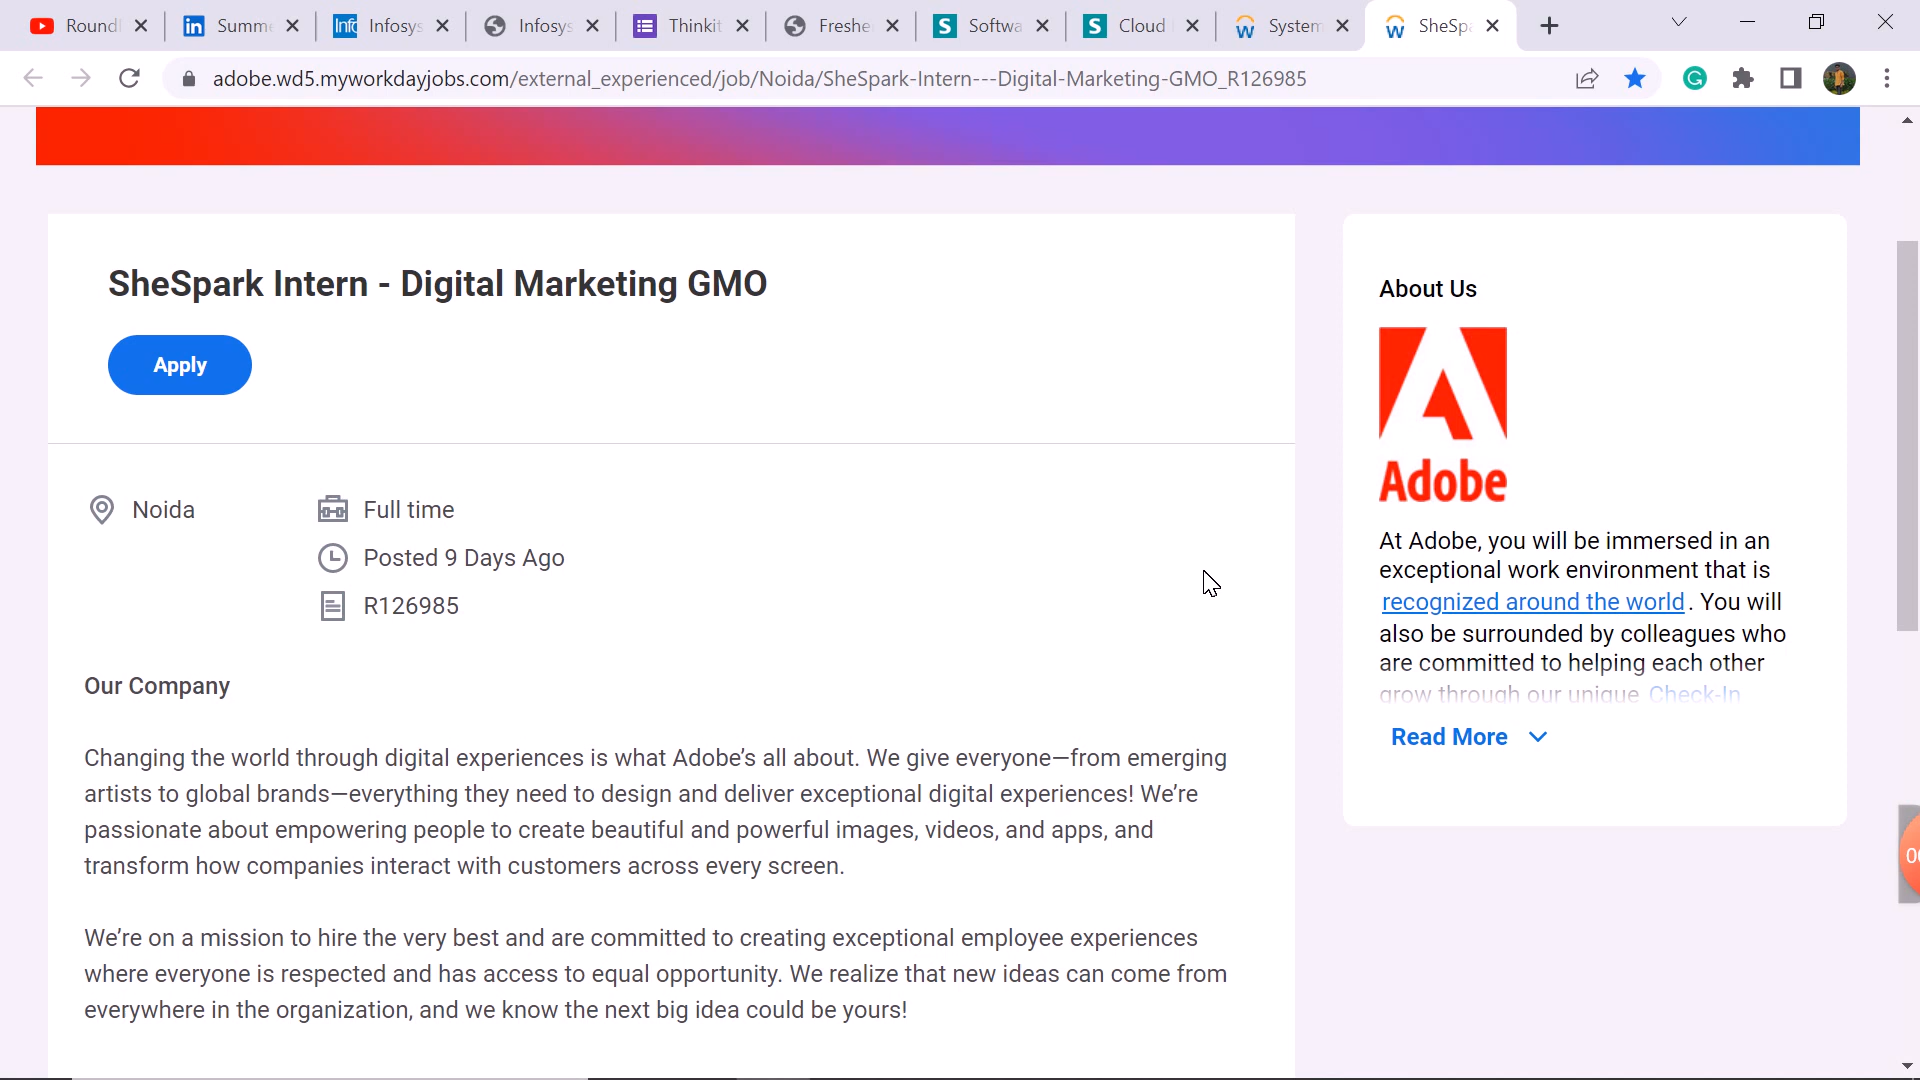 Round
Summe
Infosys
Infosys
Thinkit
Freshe
Softwa
Cloud
System
SheSpa
adobe.wd5.myworkdayjobs.com/external_experienced/job/Noida/SheSpark-Intern---Digital-Marketing-GMO_R126985
SheSpark Intern - Digital Marketing GMO
Apply
Noida
Full time
Posted 9 Days Ago
R126985
Our Company
Changing the world through digital experiences is what Adobe’s all about. We give everyone—from emerging
artists to global brands—everything they need to design and deliver exceptional digital experiences! We’re
passionate about empowering people to create beautiful and powerful images, videos, and apps, and
transform how companies interact with customers across every screen.
We’re on a mission to hire the very best and are committed to creating exceptional employee experiences
where everyone is respected and has access to equal opportunity. We realize that new ideas can come from
everywhere in the organization, and we know the next big idea could be yours!
About Us
Adobe
At Adobe, you will be immersed in an
exceptional work environment that is
recognized around the world. You will
also be surrounded by colleagues who
are committed to helping each other
grow through our unique Check-In
Read More